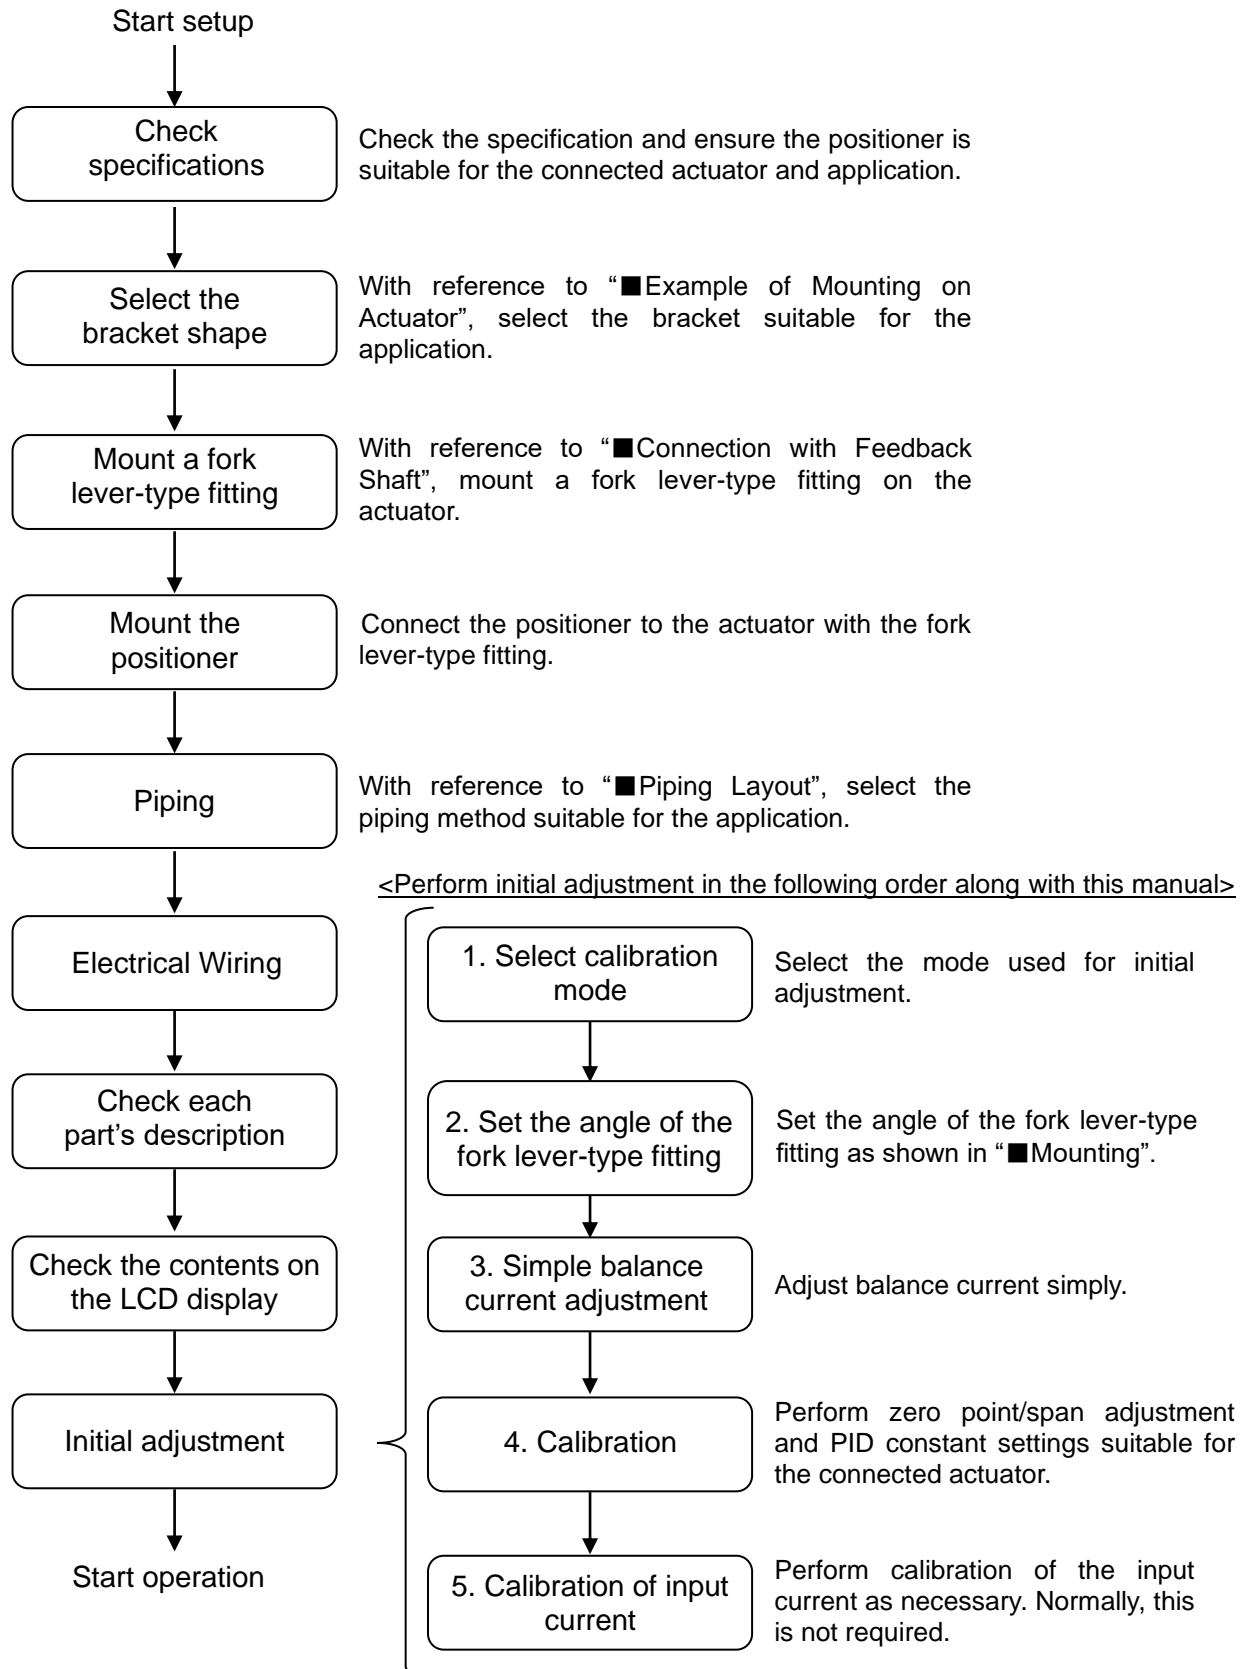 Start setup
Check
specifications
Check the specification and ensure the positioner is
suitable for the connected actuator and application.
Select the
bracket shape
With reference to “■Example of Mounting on
Actuator”, select the bracket suitable for the
application.
Mount a fork
lever-type fitting
With reference to “■Connection with Feedback
Shaft”, mount a fork lever-type fitting on the
actuator.
Mount the
positioner
Connect the positioner to the actuator with the fork
lever-type fitting.
Piping
With reference to “■Piping Layout”, select the
piping method suitable for the application.
Electrical Wiring
Check each
part’s description
Check the contents on
the LCD display
Initial adjustment
Start operation
<Perform initial adjustment in the following order along with this manual>
1. Select calibration
mode
Select the mode used for initial
adjustment.
2. Set the angle of the
fork lever-type fitting
Set the angle of the fork lever-type
fitting as shown in “■Mounting”.
3. Simple balance
current adjustment
Adjust balance current simply.
4. Calibration
Perform zero point/span adjustment
and PID constant settings suitable for
the connected actuator.
5. Calibration of input
current
Perform calibration of the input
current as necessary. Normally, this
is not required.